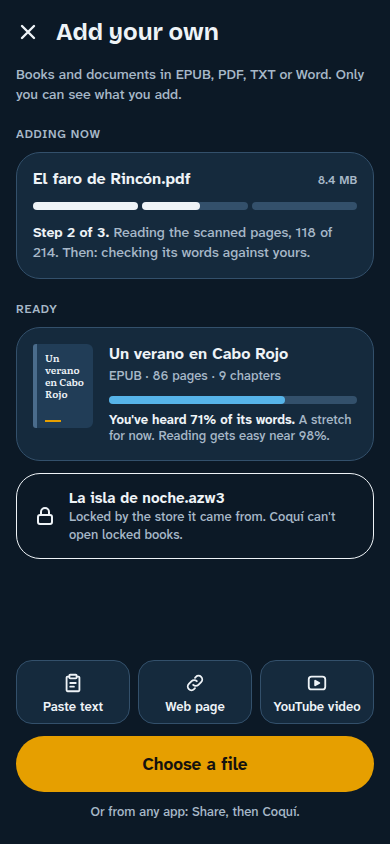 Add your own
Books and documents in EPUB, PDF, TXT or Word. Only
you can see what you add.
ADDING NOW
El faro de Rincón.pdf
8.4 MB
Step 2 of 3. Reading the scanned pages, 118 of
214. Then: checking its words against yours.
READY
Un
verano
en Cabo
Rojo
Un verano en Cabo Rojo
EPUB · 86 pages · 9 chapters
You've heard 71% of its words. A stretch
for now. Reading gets easy near 98%.
La isla de noche.azw3
Locked by the store it came from. Coquí can't
open locked books.
Paste text
Web page
YouTube video
Choose a file
Or from any app: Share, then Coquí.